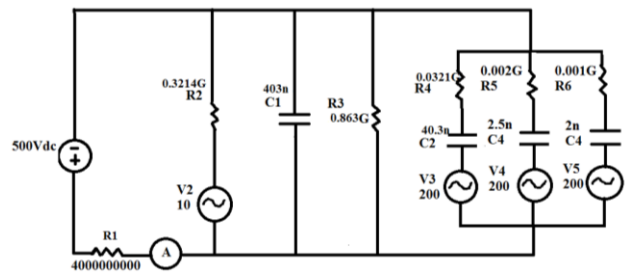 500Vdc
R1
4000000000
A
0.3214G
R2
V2
10
403n
C1
R3
0.863G
0.0321G
R4
40.3n
C2
V3
200
0.002G
R5
2.5n
C4
V4
200
0.001G
R6
2n
C4
V5
200